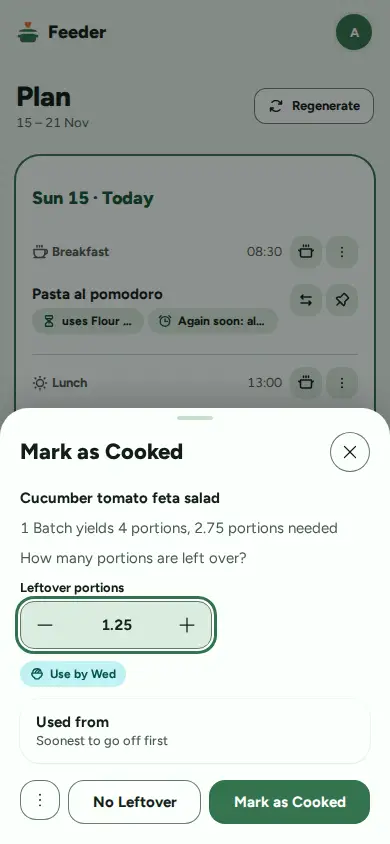 Feeder
A
Plan
15 – 21 Nov
Regenerate
Sun 15 · Today
Breakfast 08:30
Pasta al pomodoro
uses Flour ... Again soon: al...
Lunch 13:00
Mark as Cooked
Cucumber tomato feta salad
1 Batch yields 4 portions, 2.75 portions needed
How many portions are left over?
Leftover portions
1.25
Use by Wed
Used from
Soonest to go off first
No Leftover
Mark as Cooked